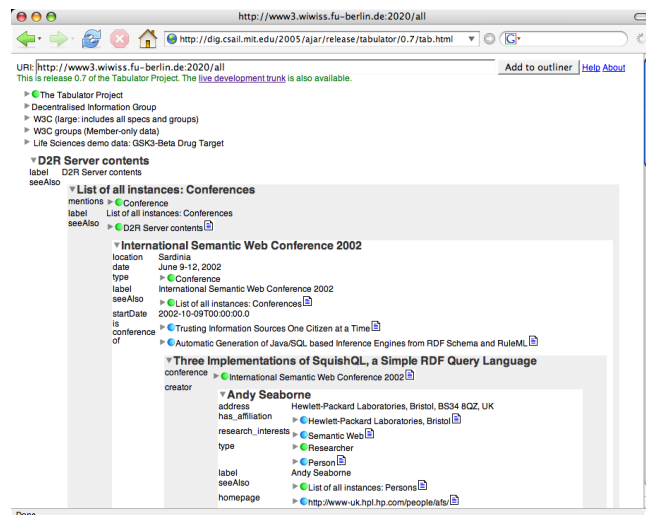 http://www3.wiwiss.fu-berlin.de:2020/all
http://dig.csail.mit.edu/2005/ajar/release/tabulator/0.7/tab.html
G
URI: http://www3.wiwiss.fu-berlin.de:2020/all Add to outliner Help About
This is release 0.7 of the Tabulator Project. The live development trunk is also available.
The Tabulator Project
Decentralised Information Group
W3C (large: includes all specs and groups)
W3C groups (Member-only data)
Life Sciences demo data: GSK3-Beta Drug Target
D2R Server contents
label D2R Server contents
seeAlso
List of all instances: Conferences
mentions Conference
label List of all instances: Conferences
seeAlso D2R Server contents
International Semantic Web Conference 2002
location Sardinia
date June 9-12, 2002
type Conference
label International Semantic Web Conference 2002
seeAlso List of all instances: Conferences
startDate 2002-10-09T00:00:00.0
is conference of Trusting Information Sources One Citizen at a Time
Automatic Generation of Java/SQL based Inference Engines from RDF Schema and RuleML
Three Implementations of SquishQL, a Simple RDF Query Language
conference International Semantic Web Conference 2002
creator
Andy Seaborne
address Hewlett-Packard Laboratories, Bristol, BS34 8QZ, UK
has_affiliation Hewlett-Packard Laboratories, Bristol
research_interests Semantic Web
type Researcher
Person
label Andy Seaborne
seeAlso List of all instances: Persons
homepage http://www-uk.hpl.hp.com/people/afs/
Done